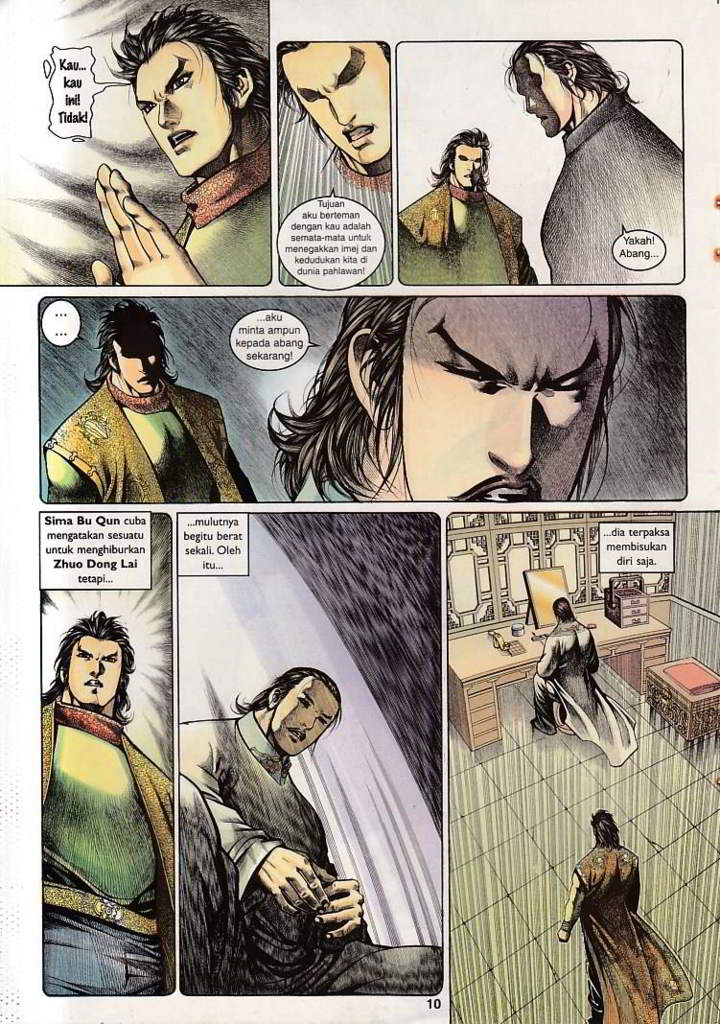 Kau...
kau
ini!
Tidak!
Tujuan
aku berteman
dengan kau adalah
semata-mata untuk
menegakkan imej dan
kedudukan kita di
dunia pahlawan!
Yakah!
Abang...
...
...
...aku
minta ampun
kepada abang
sekarang!
Sima Bu Qun cuba
mengatakan sesuatu
untuk menghiburkan
Zhuo Dong Lai
tetapi...
...mulutnya
begitu berat
sekali. Oleh
itu...
...dia terpaksa
membisukan
diri saja.
10